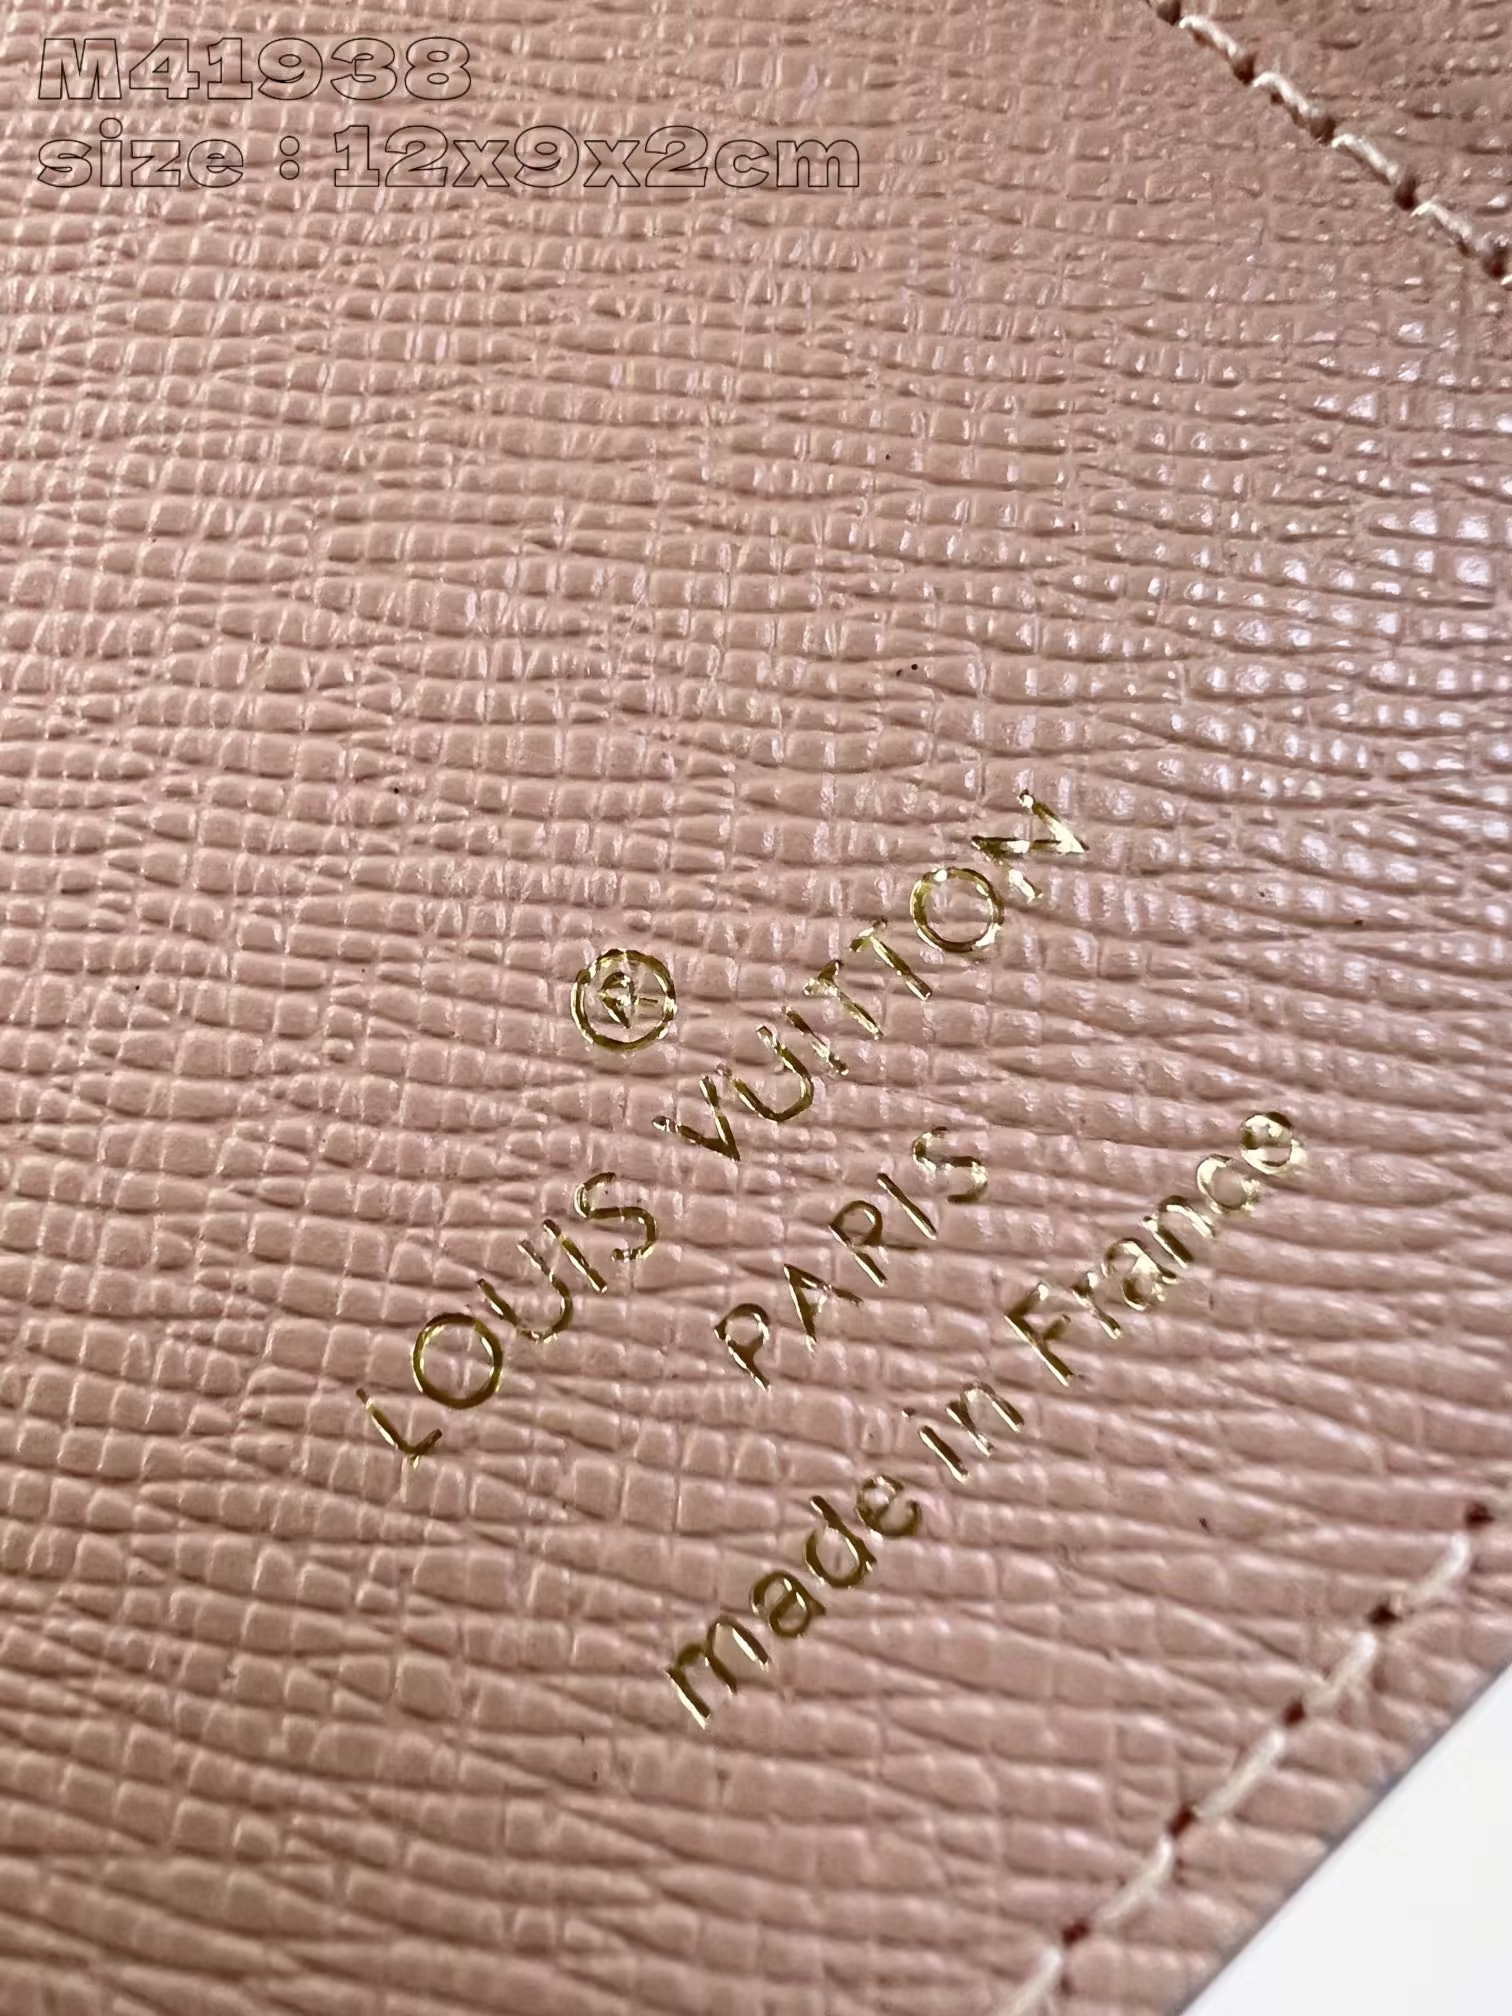 M41938
size : 12x9x2cm
®
LOUIS VUITTON
PARIS
made in France